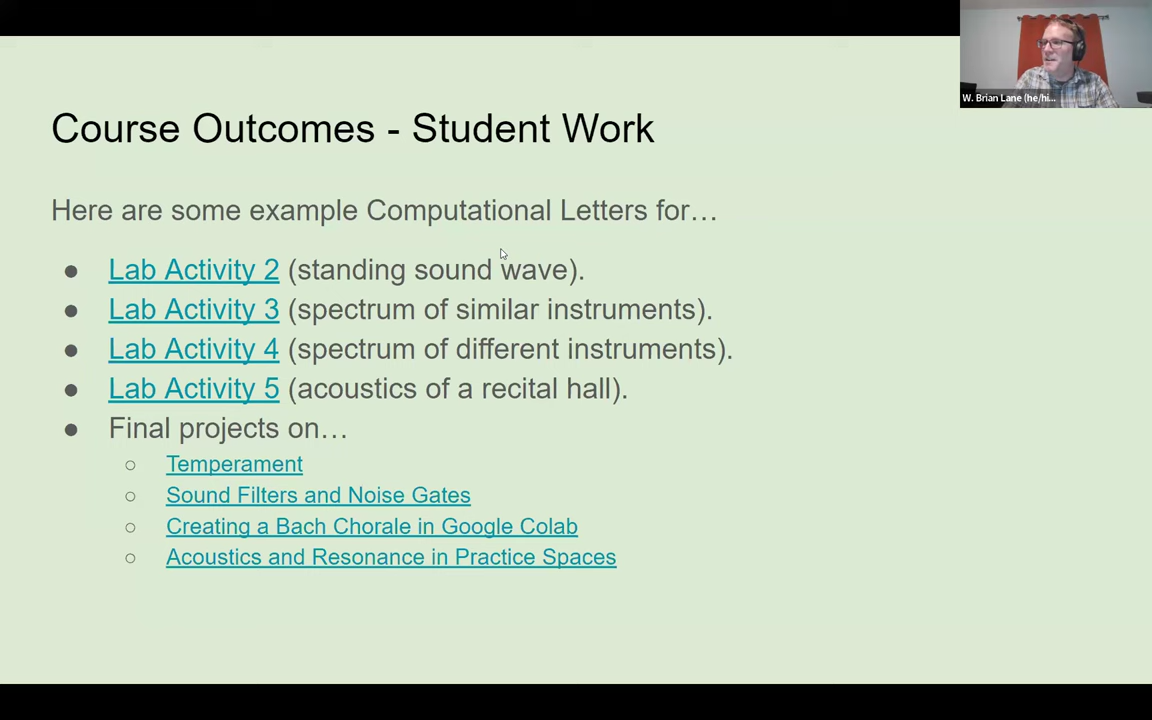 W. Brian Lane (he/hi...
Course Outcomes - Student Work
Here are some example Computational Letters for…
● Lab Activity 2 (standing sound wave).
● Lab Activity 3 (spectrum of similar instruments).
● Lab Activity 4 (spectrum of different instruments).
● Lab Activity 5 (acoustics of a recital hall).
● Final projects on…
○ Temperament
○ Sound Filters and Noise Gates
○ Creating a Bach Chorale in Google Colab
○ Acoustics and Resonance in Practice Spaces